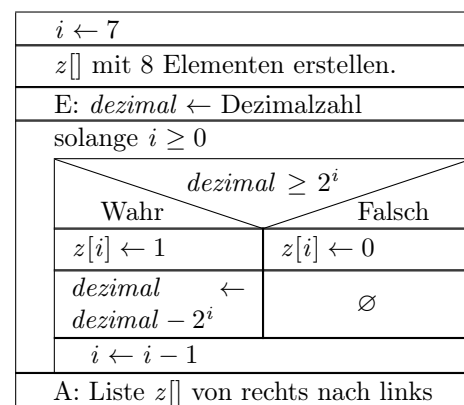 i ← 7
z[] mit 8 Elementen erstellen.
E: dezimal ← Dezimalzahl
solange i ≥ 0
dezimal ≥ 2^i
Wahr Falsch
z[i] ← 1 z[i] ← 0
dezimal ←
dezimal − 2^i ∅
i ← i − 1
A: Liste z[] von rechts nach links